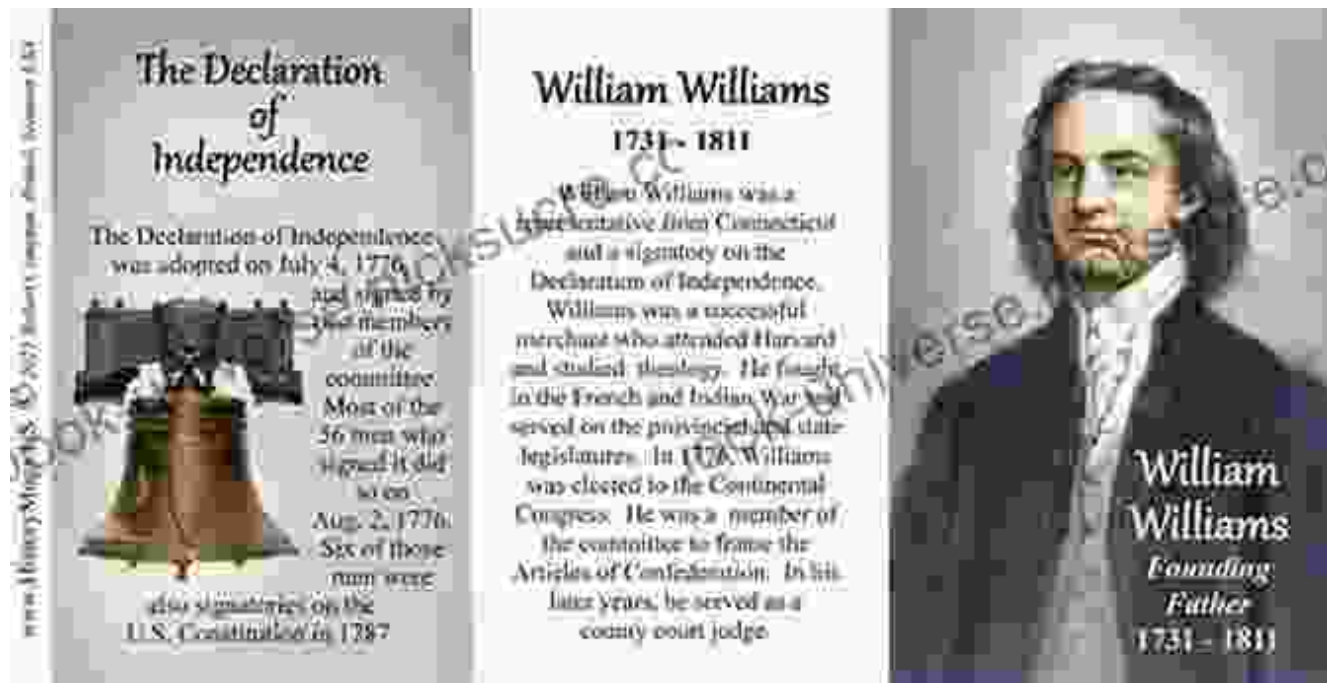 The Declaration
of
Independence
The Declaration of Independence
was adopted on July 4, 1776,
and signed by
members
of the
committee
Most of the
56 men who
signed it did
so on
Aug. 2, 1776.
Six of those
men were
also signatories on the
U.S. Constitution in 1787
William Williams
1731 - 1811
William Williams was a
representative from Connecticut
and a signatory on the
Declaration of Independence.
Williams was a successful
merchant who attended Harvard
and studied theology. He fought
in the French and Indian War and
served on the provincial and state
legislatures. In 1776, Williams
was elected to the Continental
Congress. He was a member of
the committee to frame the
Articles of Confederation. In his
later years, he served as a
county court judge.
William
Williams
Founding
Father
1731 - 1811